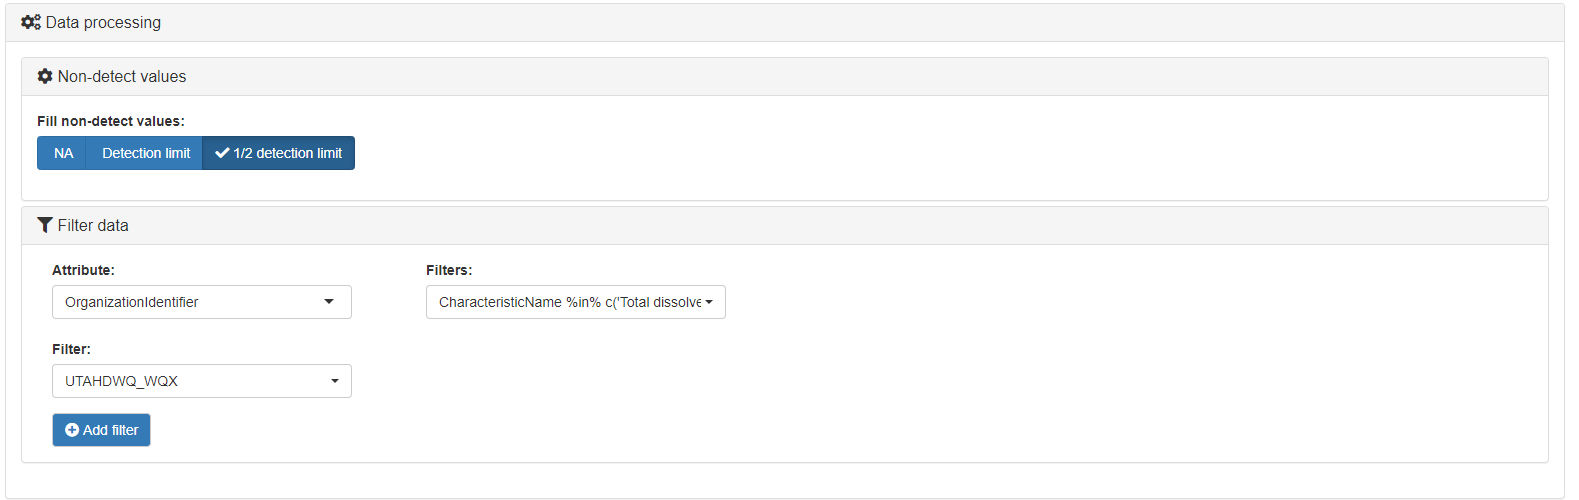 Data processing
Non-detect values
Fill non-detect values:
NA Detection limit 1/2 detection limit
Filter data
Attribute: Filters:
OrganizationIdentifier CharacteristicName %in% c('Total dissolve
Filter:
UTAHDWQ_WQX
Add filter